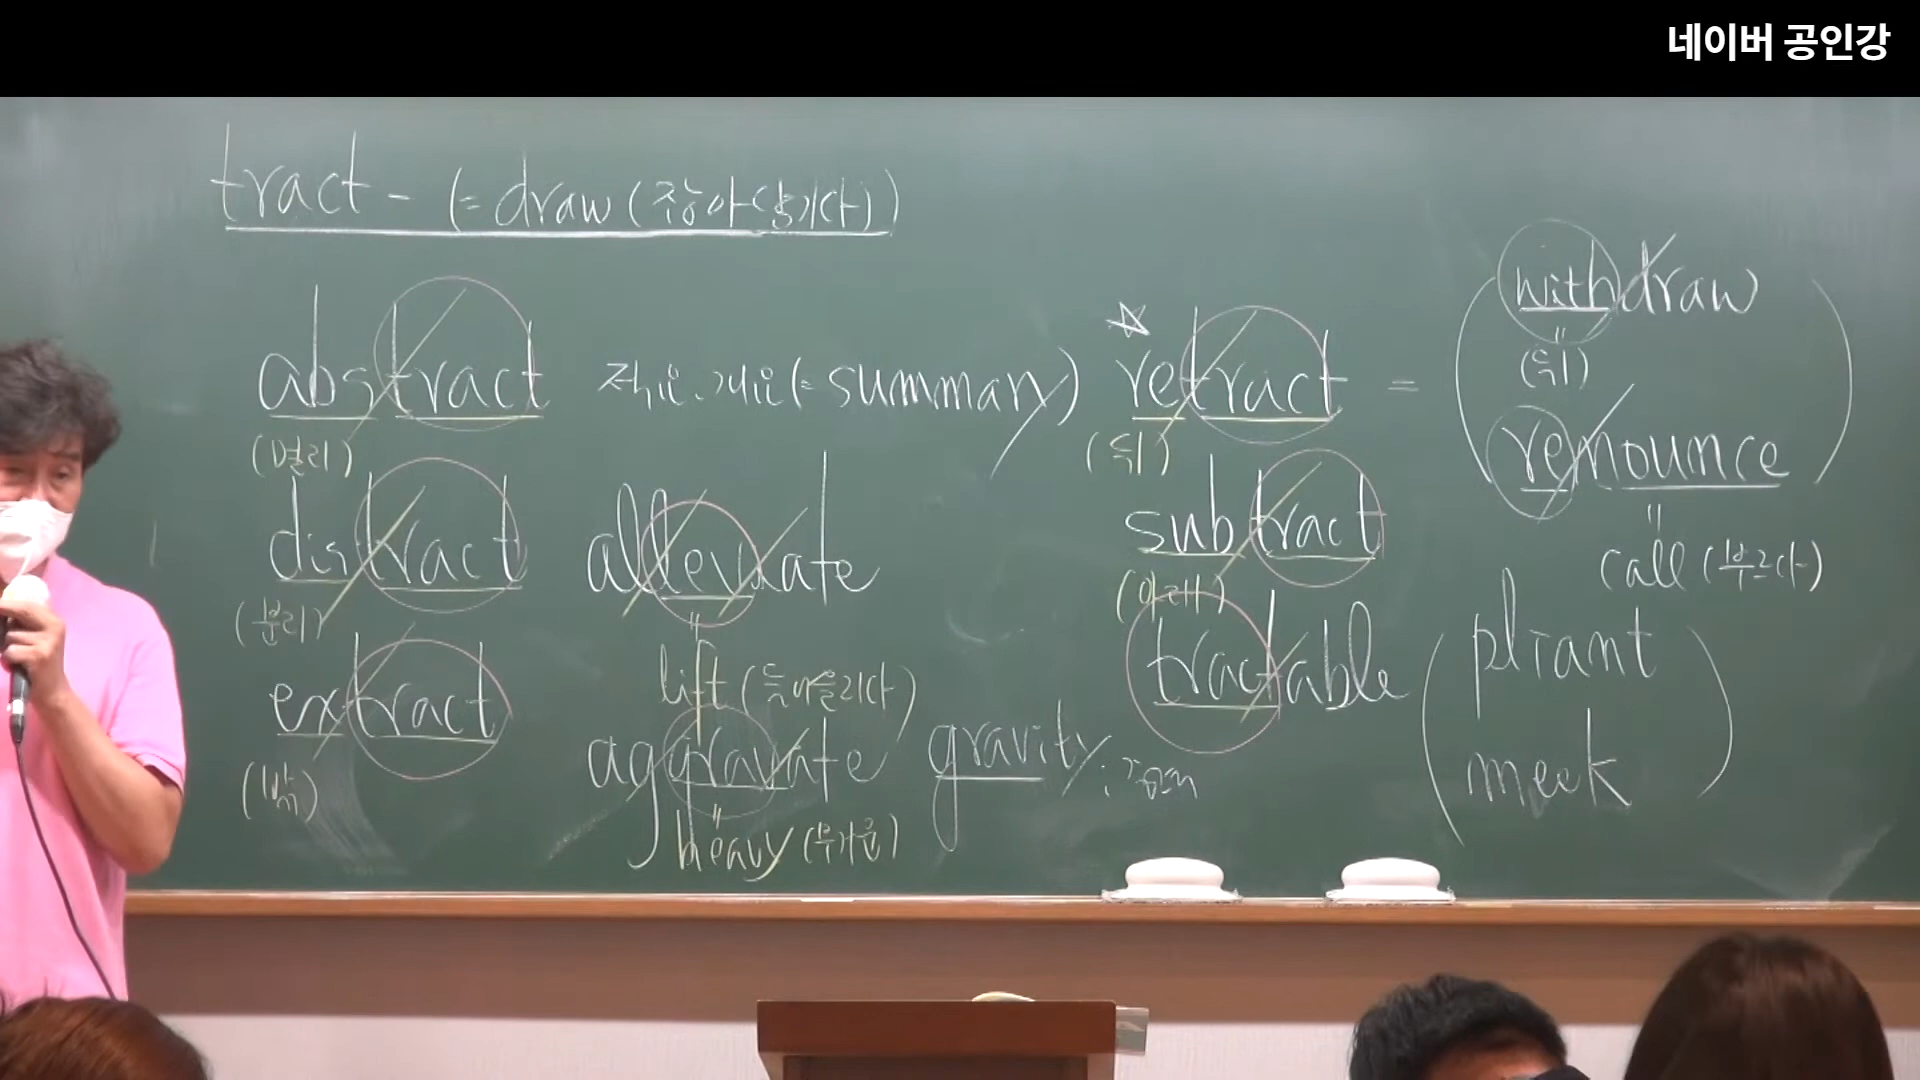 네이버 공인강
tract - (= draw (잡아당기다))
abstract 적요. 개요 (= summary)
(멀리)
distract alleviate
(분리) = lift (들어올리다)
extract aggravate gravity : 중력
(밖) = heavy (무거운)
☆ retract = (withdraw
(뒤) = (뒤)
renounce)
= call (부르다)
subtract
(아래)
tractable (pliant
meek)